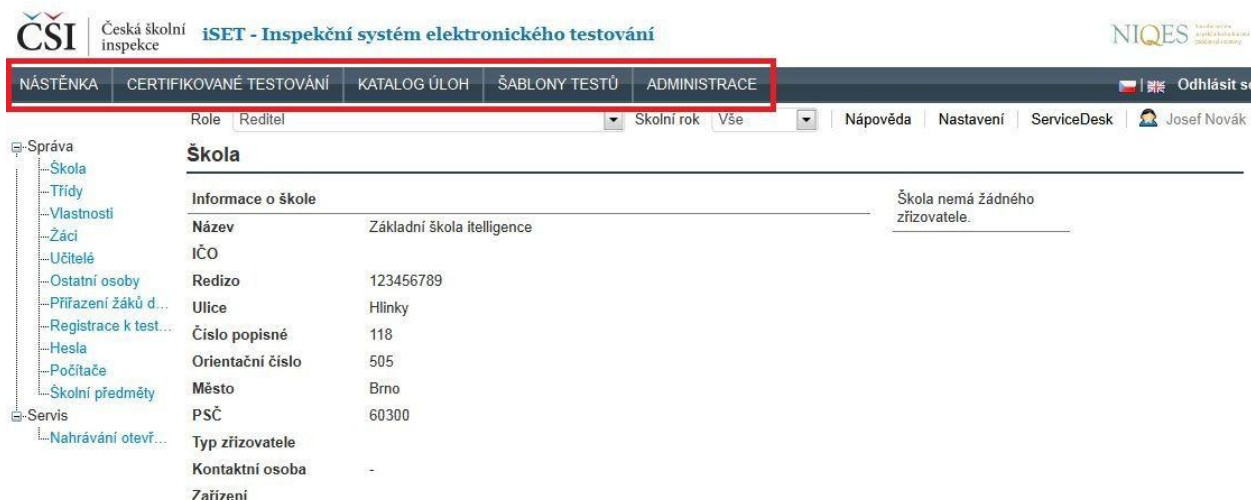 ČŠI
Česká školní
inspekce
iSET - Inspekční systém elektronického testování
NIQES
NÁSTĚNKA CERTIFIKOVANÉ TESTOVÁNÍ KATALOG ÚLOH ŠABLONY TESTŮ ADMINISTRACE
Odhlásit se
Role Reditel Skolní rok Vše Nápověda Nastavení ServiceDesk Josef Novák
Správa
Škola
Třídy
Vlastnosti
Žáci
Učitelé
Ostatní osoby
Přiřazení žáků d...
Registrace k test...
Hesla
Počítače
Školní předměty
Servis
Nahrávání otevř...
Škola
Informace o škole
Název Základní škola itelligence
IČO
Redizo 123456789
Ulice Hlinky
Číslo popisné 118
Orientační číslo 505
Město Brno
PSČ 60300
Typ zřizovatele
Kontaktní osoba -
Zařízení
Škola nemá žádného
zřizovatele.